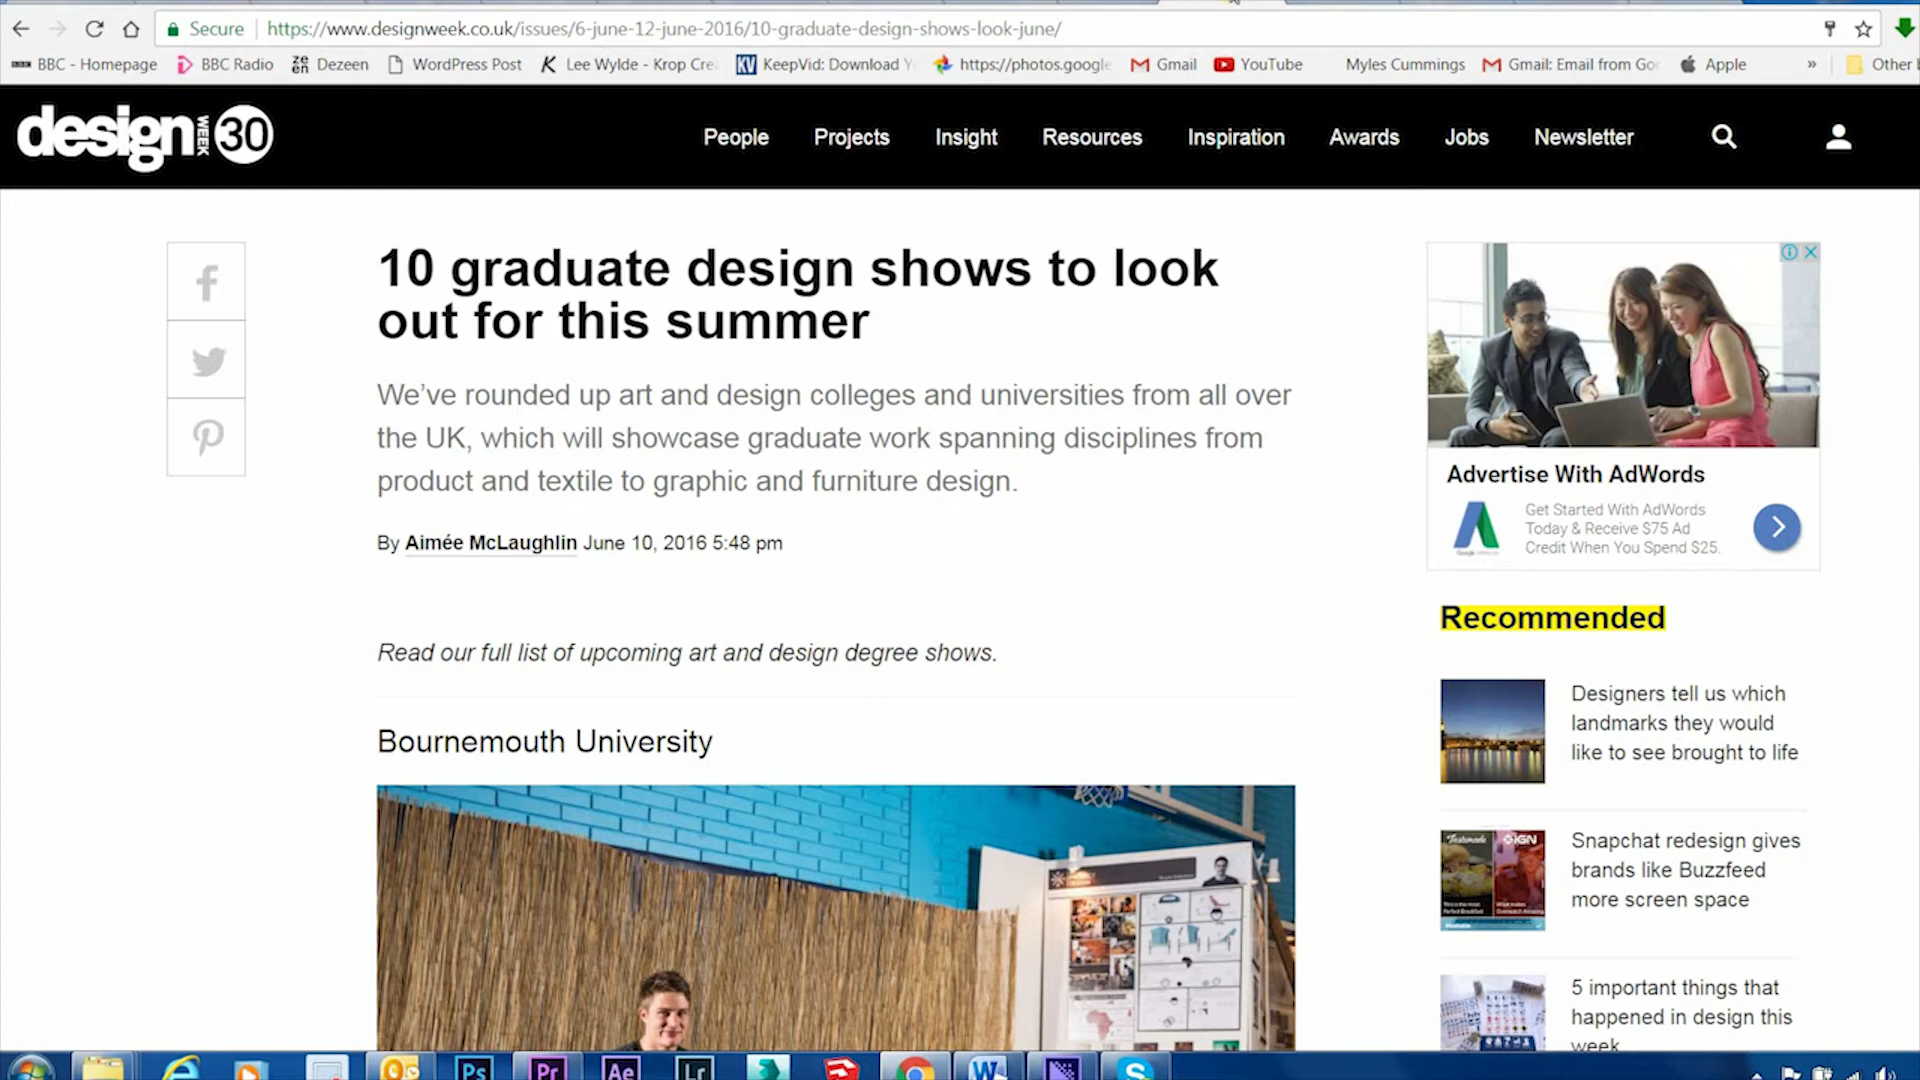 Secure https://www.designweek.co.uk/issues/6-june-12-june-2016/10-graduate-design-shows-look-june/
BBC - Homepage BBC Radio Dezeen WordPress Post Lee Wylde - Krop Cre KeepVid: Download Y https://photos.google Gmail YouTube Myles Cummings Gmail: Email from Go Apple » Other b
design WEEK 30
People Projects Insight Resources Inspiration Awards Jobs Newsletter
10 graduate design shows to look
out for this summer
We've rounded up art and design colleges and universities from all over
the UK, which will showcase graduate work spanning disciplines from
product and textile to graphic and furniture design.
By Aimée McLaughlin June 10, 2016 5:48 pm
Read our full list of upcoming art and design degree shows.
Bournemouth University
Advertise With AdWords
Get Started With AdWords
Today & Receive $75 Ad
Credit When You Spend $25.
Recommended
Designers tell us which
landmarks they would
like to see brought to life
Tastemade IGN
Snapchat redesign gives
brands like Buzzfeed
more screen space
5 important things that
happened in design this
week
Ps Pr Ae Lr W S